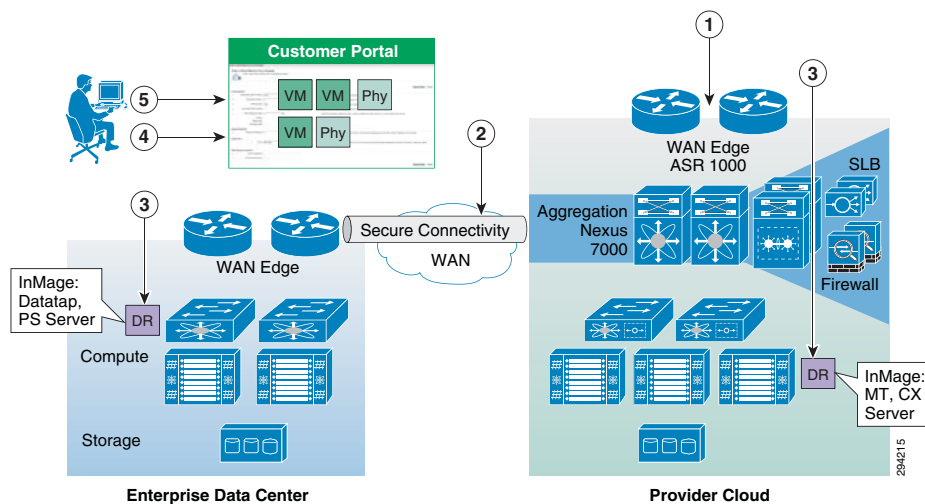 Customer Portal
VM
VM
Phy
VM
Phy
5
4
1
3
2
3
WAN Edge
ASR 1000
SLB
Aggregation
Nexus
7000
Firewall
Secure Connectivity
WAN
WAN Edge
InMage:
Datatap,
PS Server
DR
Compute
Storage
DR
InMage:
MT, CX
Server
294215
Enterprise Data Center
Provider Cloud